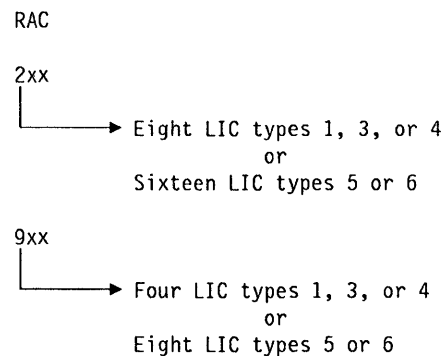 RAC
2xx
Eight LIC types 1, 3, or 4
or
Sixteen LIC types 5 or 6
9xx
Four LIC types 1, 3, or 4
or
Eight LIC types 5 or 6